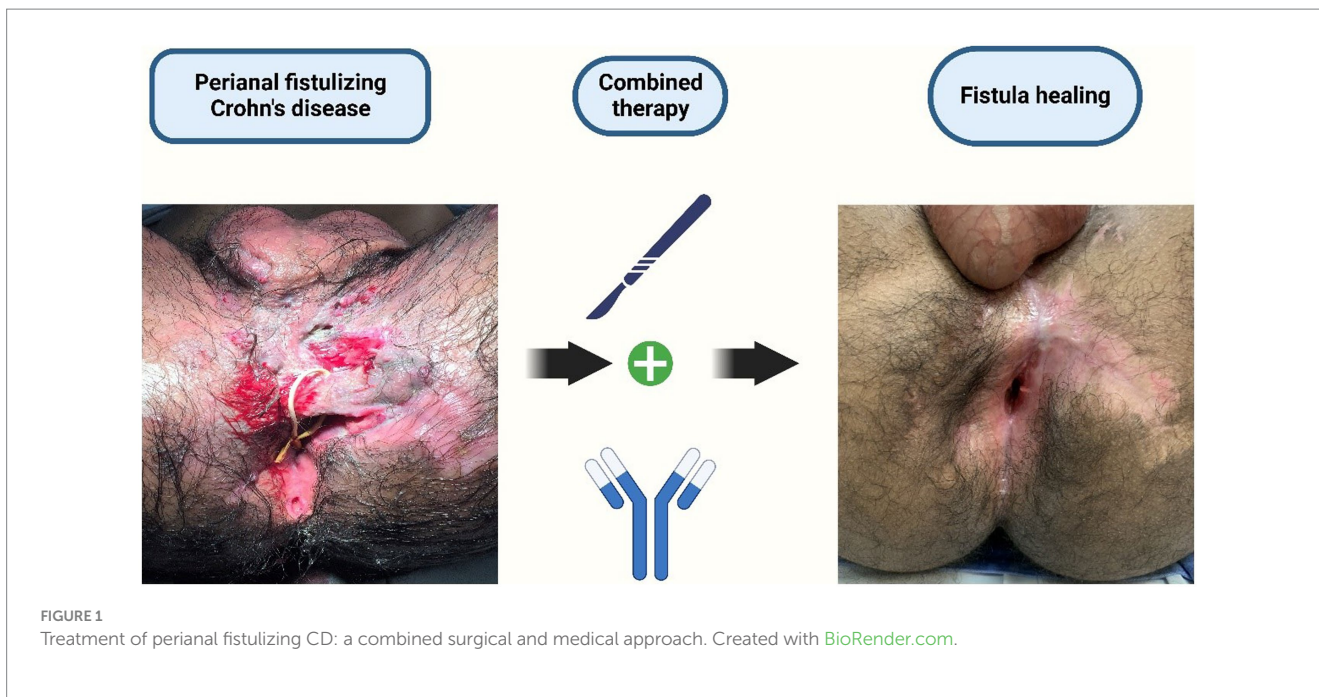 Perianal fistulizing
Crohn's disease
Combined
therapy
Fistula healing
FIGURE 1
Treatment of perianal fistulizing CD: a combined surgical and medical approach. Created with BioRender.com.